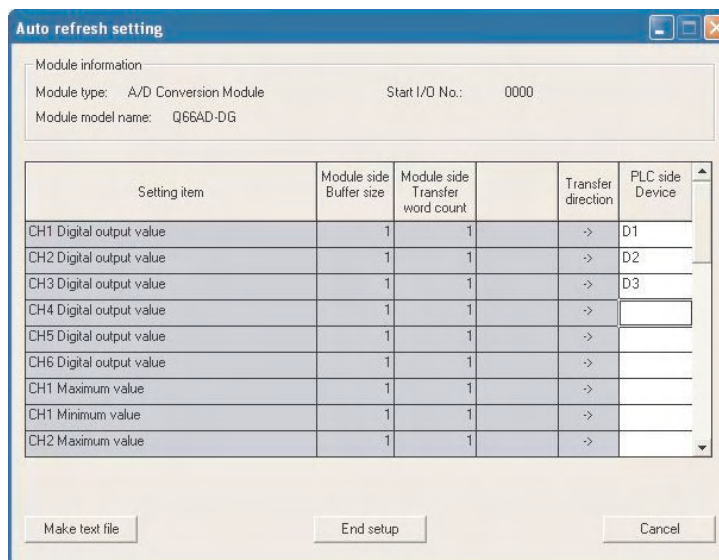 Auto refresh setting
Module information
Module type: A/D Conversion Module Start I/O No.: 0000
Module model name: Q66AD-DG
Setting item Module side Buffer size Module side Transfer word count Transfer direction PLC side Device
CH1 Digital output value 1 1 -> D1
CH2 Digital output value 1 1 -> D2
CH3 Digital output value 1 1 -> D3
CH4 Digital output value 1 1 ->
CH5 Digital output value 1 1 ->
CH6 Digital output value 1 1 ->
CH1 Maximum value 1 1 ->
CH1 Minimum value 1 1 ->
CH2 Maximum value 1 1 ->
Make text file End setup Cancel